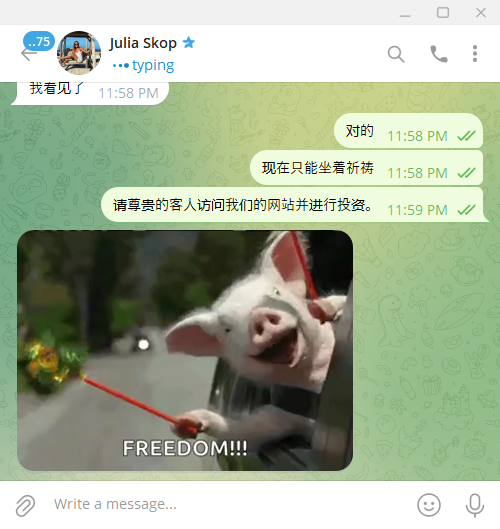 ..75
Julia Skop
typing
我看见了 11:58 PM
对的 11:58 PM
现在只能坐着祈祷 11:58 PM
请尊贵的客人访问我们的网站并进行投资。 11:59 PM
FREEDOM!!!
Write a message...